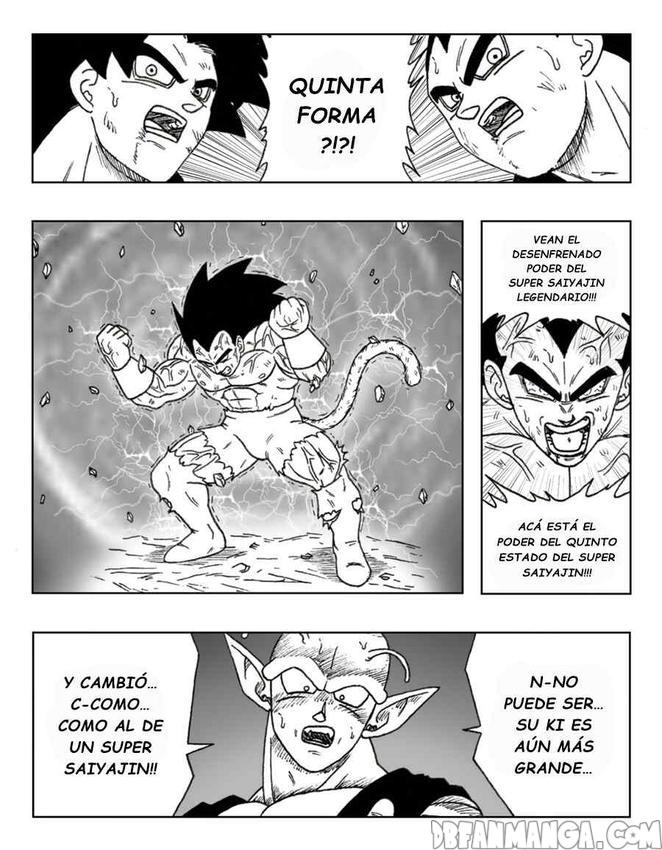 QUINTA
FORMA
?!?!
VEAN EL
DESENFRENADO
PODER DEL
SUPER SAIYAJIN
LEGENDARIO!!!
ACÁ ESTÁ EL
PODER DEL QUINTO
ESTADO DEL SUPER
SAIYAJIN!!!
Y CAMBIÓ...
C-COMO...
COMO AL DE
UN SUPER
SAIYAJIN!!
N-NO
PUEDE SER...
SU KI ES
AÚN MÁS
GRANDE...
DBFANMANGA.COM